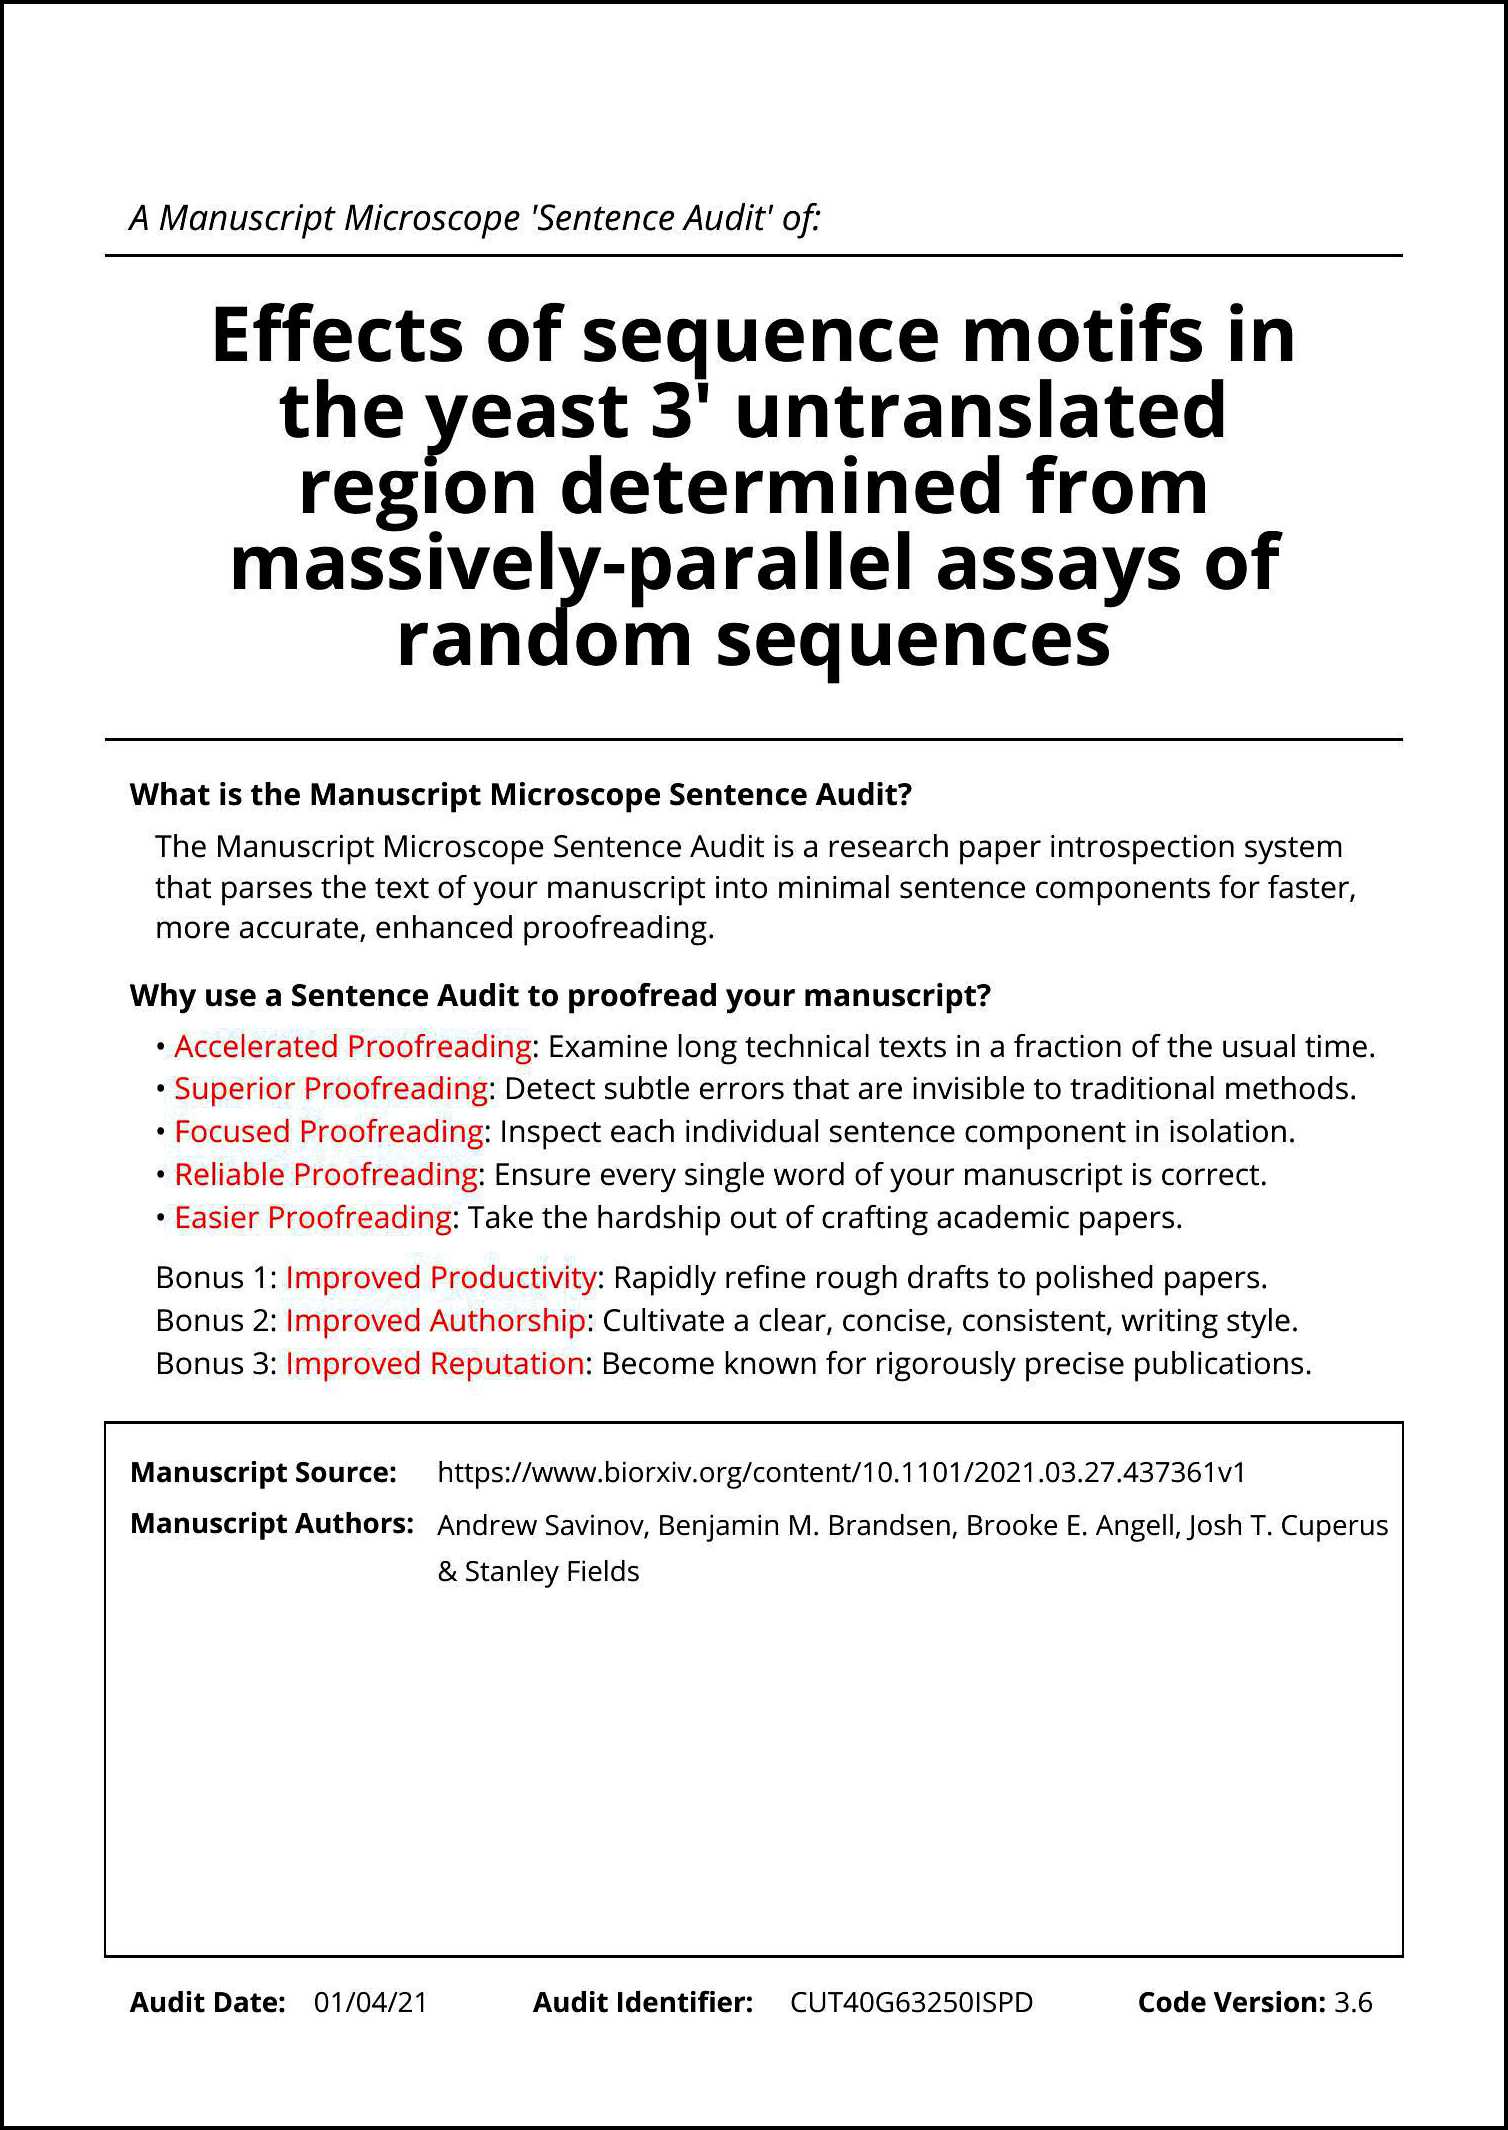 A Manuscript Microscope 'Sentence Audit' of:
Effects of sequence motifs in
the yeast 3' untranslated
region determined from
massively-parallel assays of
random sequences
What is the Manuscript Microscope Sentence Audit?
The Manuscript Microscope Sentence Audit is a research paper introspection system
that parses the text of your manuscript into minimal sentence components for faster,
more accurate, enhanced proofreading.
Why use a Sentence Audit to proofread your manuscript?
• Accelerated Proofreading: Examine long technical texts in a fraction of the usual time.
• Superior Proofreading: Detect subtle errors that are invisible to traditional methods.
• Focused Proofreading: Inspect each individual sentence component in isolation.
• Reliable Proofreading: Ensure every single word of your manuscript is correct.
• Easier Proofreading: Take the hardship out of crafting academic papers.
Bonus 1: Improved Productivity: Rapidly refine rough drafts to polished papers.
Bonus 2: Improved Authorship: Cultivate a clear, concise, consistent, writing style.
Bonus 3: Improved Reputation: Become known for rigorously precise publications.
Manuscript Source: https://www.biorxiv.org/content/10.1101/2021.03.27.437361v1
Manuscript Authors: Andrew Savinov, Benjamin M. Brandsen, Brooke E. Angell, Josh T. Cuperus
& Stanley Fields
Audit Date: 01/04/21 Audit Identifier: CUT40G63250ISPD Code Version: 3.6